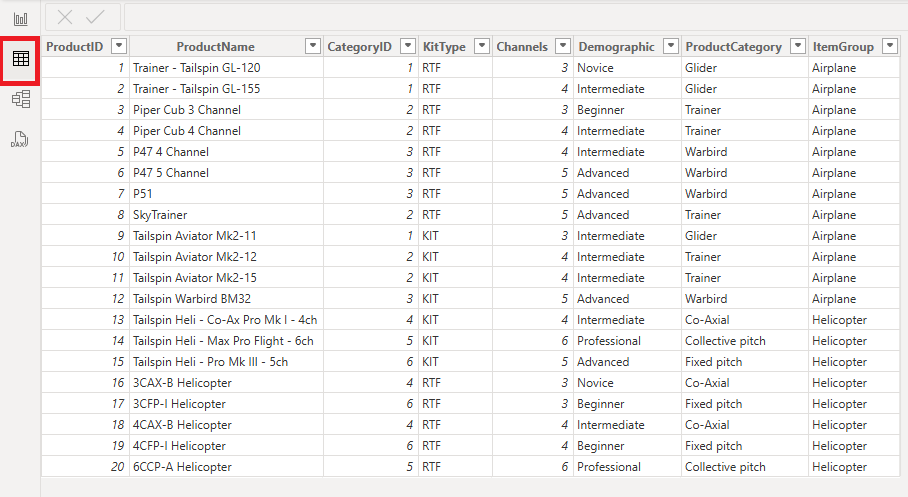 ProductID ProductName CategoryID KitType Channels Demographic ProductCategory ItemGroup
1 Trainer - Tailspin GL-120 1 RTF 3 Novice Glider Airplane
2 Trainer - Tailspin GL-155 1 RTF 4 Intermediate Glider Airplane
3 Piper Cub 3 Channel 2 RTF 3 Beginner Trainer Airplane
4 Piper Cub 4 Channel 2 RTF 4 Intermediate Trainer Airplane
5 P47 4 Channel 3 RTF 4 Intermediate Warbird Airplane
6 P47 5 Channel 3 RTF 5 Advanced Warbird Airplane
7 P51 3 RTF 5 Advanced Warbird Airplane
8 SkyTrainer 2 RTF 5 Advanced Trainer Airplane
9 Tailspin Aviator Mk2-11 1 KIT 3 Intermediate Glider Airplane
10 Tailspin Aviator Mk2-12 2 KIT 4 Intermediate Trainer Airplane
11 Tailspin Aviator Mk2-15 2 KIT 4 Intermediate Trainer Airplane
12 Tailspin Warbird BM32 3 KIT 5 Advanced Warbird Airplane
13 Tailspin Heli - Co-Ax Pro Mk I - 4ch 4 KIT 4 Intermediate Co-Axial Helicopter
14 Tailspin Heli - Max Pro Flight - 6ch 5 KIT 6 Professional Collective pitch Helicopter
15 Tailspin Heli - Pro Mk III - 5ch 6 KIT 5 Advanced Fixed pitch Helicopter
16 3CAX-B Helicopter 4 RTF 3 Novice Co-Axial Helicopter
17 3CFP-I Helicopter 6 RTF 3 Beginner Fixed pitch Helicopter
18 4CAX-B Helicopter 4 RTF 4 Intermediate Co-Axial Helicopter
19 4CFP-I Helicopter 6 RTF 4 Beginner Fixed pitch Helicopter
20 6CCP-A Helicopter 5 RTF 6 Professional Collective pitch Helicopter
DAX